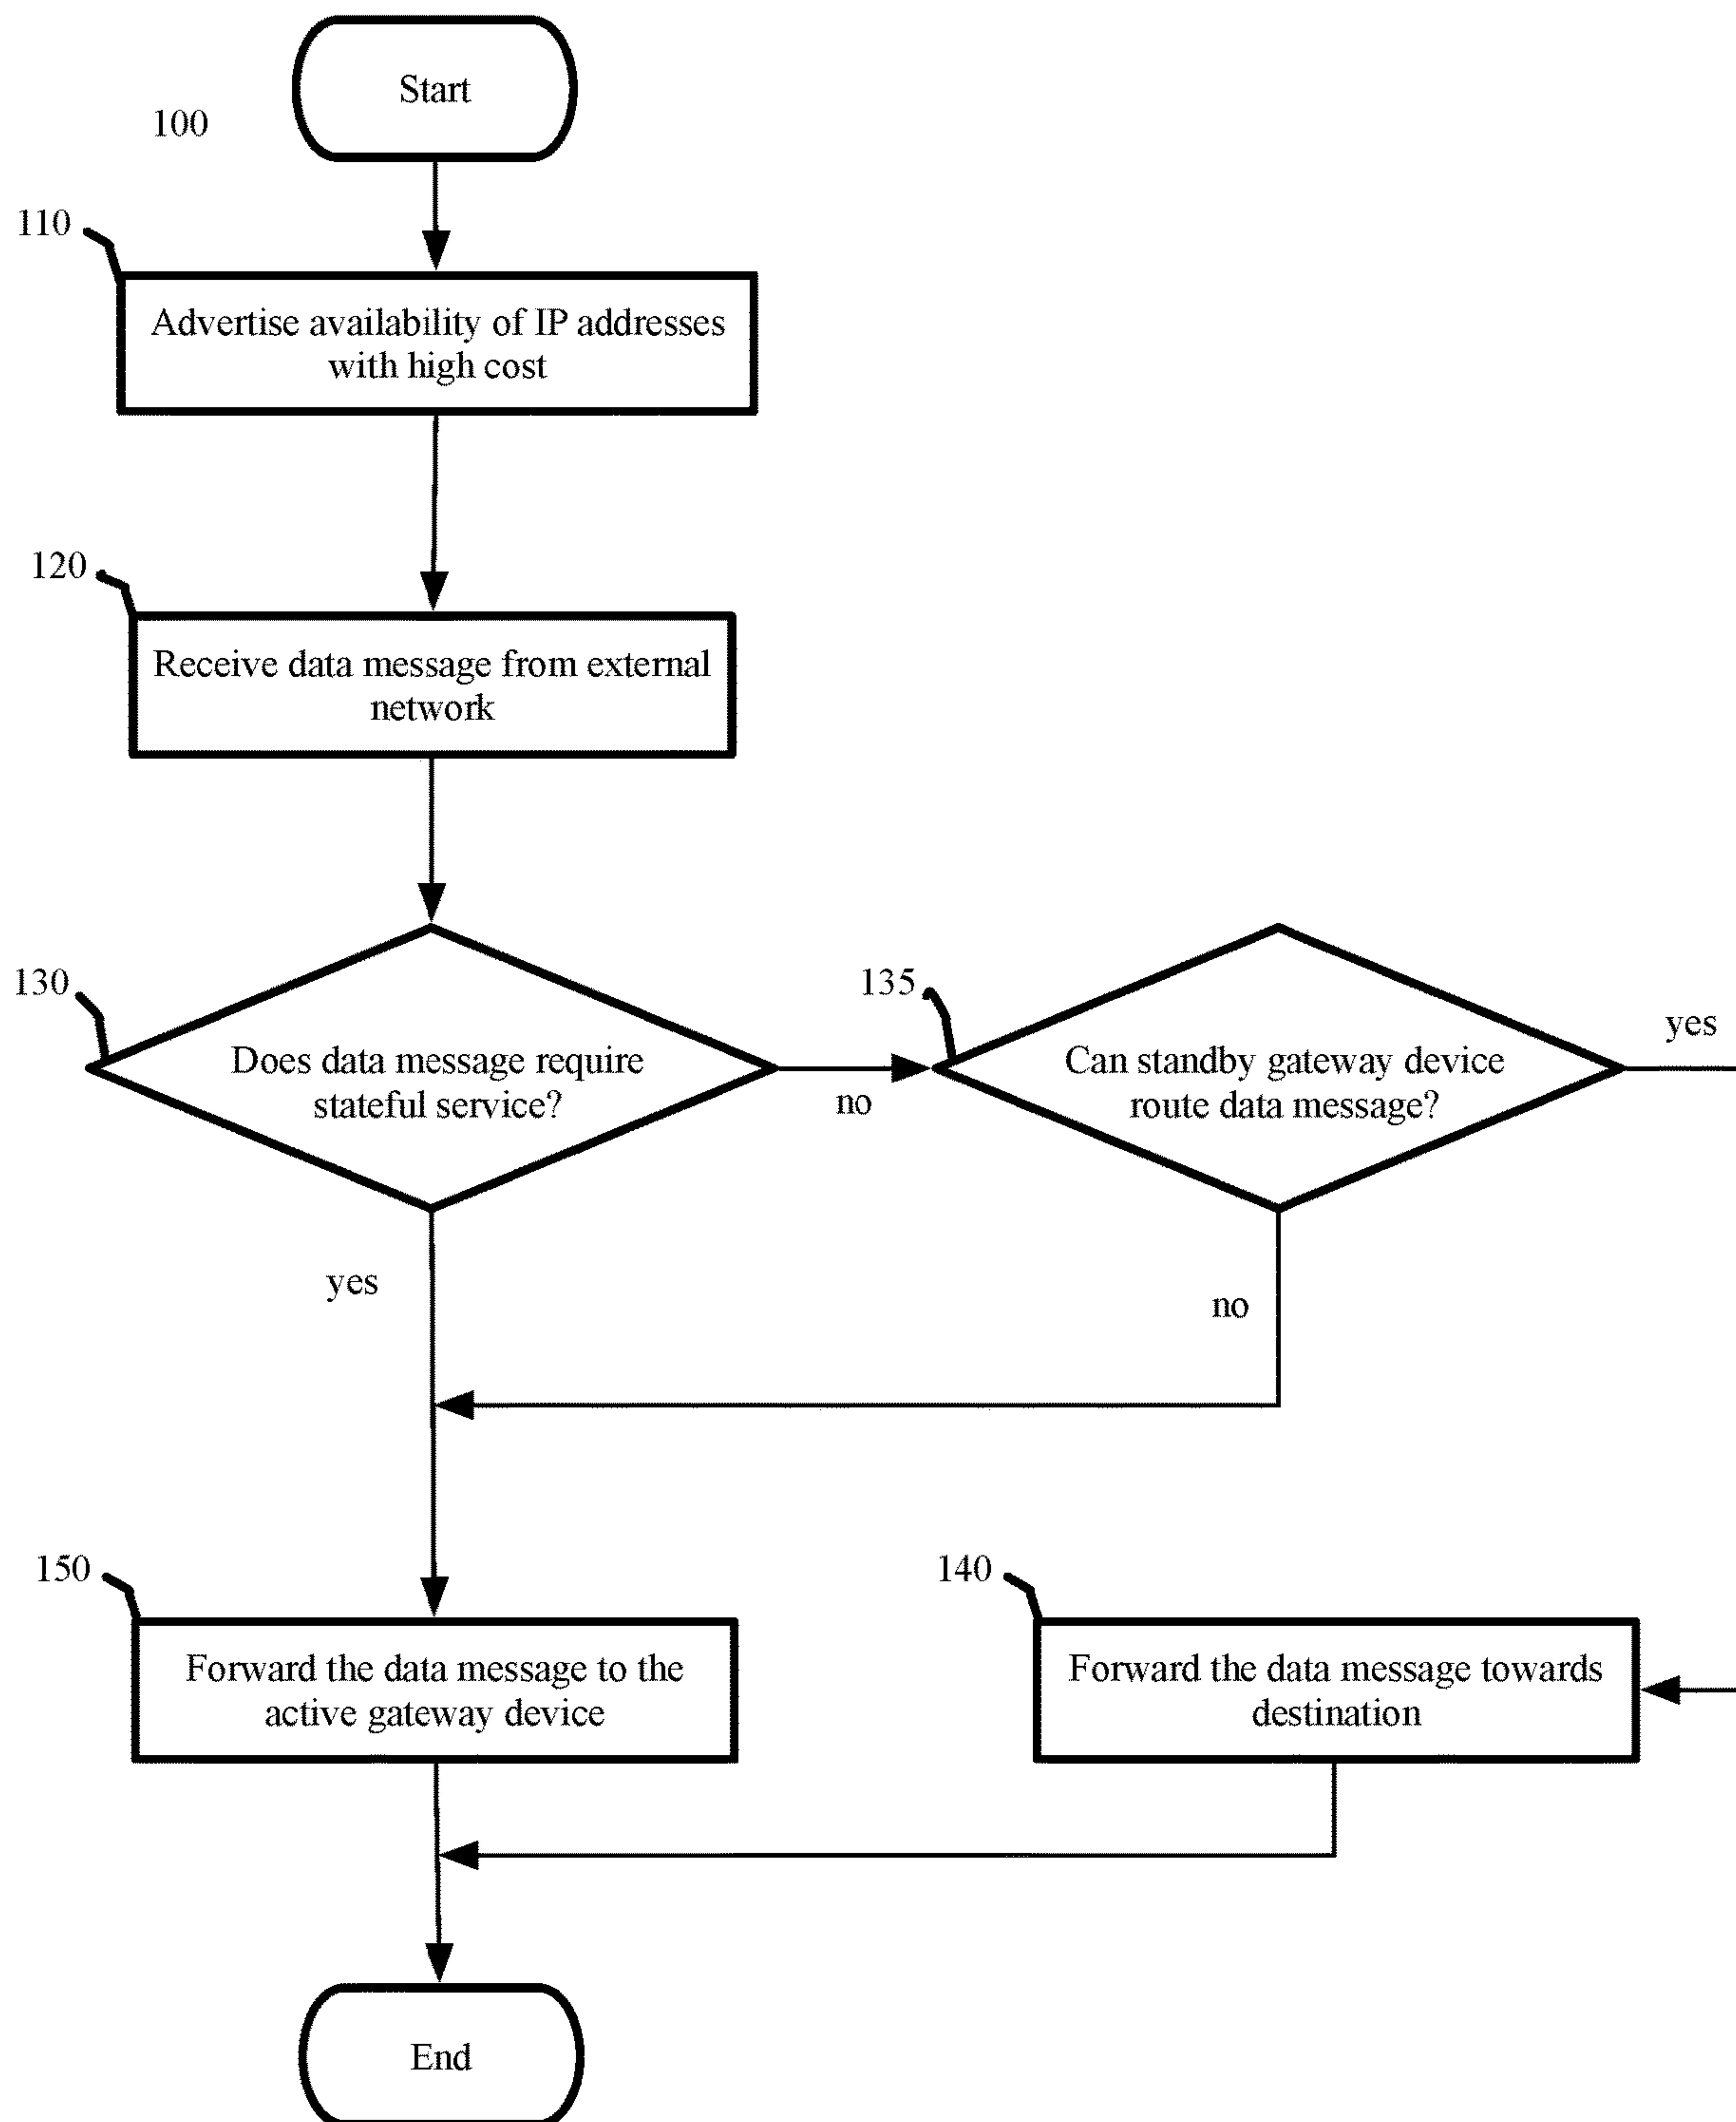 Start
100
110
Advertise availability of IP addresses
with high cost
120
Receive data message from external
network
130
Does data message require
stateful service?
no
135
Can standby gateway device
route data message?
yes
yes
no
150
Forward the data message to the
active gateway device
140
Forward the data message towards
destination
End